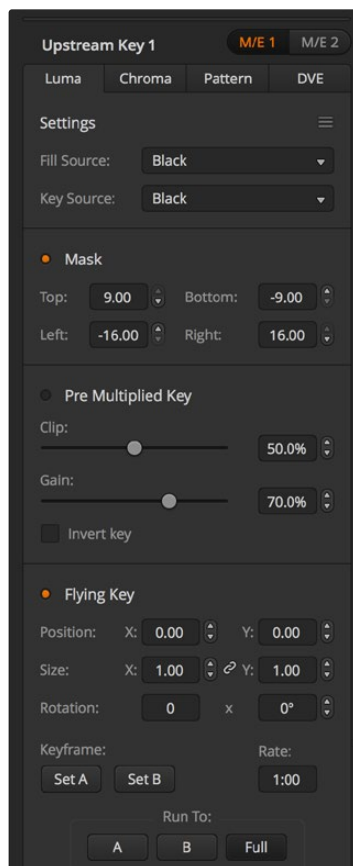 Upstream Key 1 M/E 1 M/E 2
Luma Chroma Pattern DVE
Settings
Fill Source: Black
Key Source: Black
Mask
Top: 9.00 Bottom: -9.00
Left: -16.00 Right: 16.00
Pre Multiplied Key
Clip:
50.0%
Gain:
70.0%
Invert key
Flying Key
Position: X: 0.00 Y: 0.00
Size: X: 1.00 Y: 1.00
Rotation: 0 x 0°
Keyframe: Rate:
Set A Set B 1:00
Run To:
A B Full